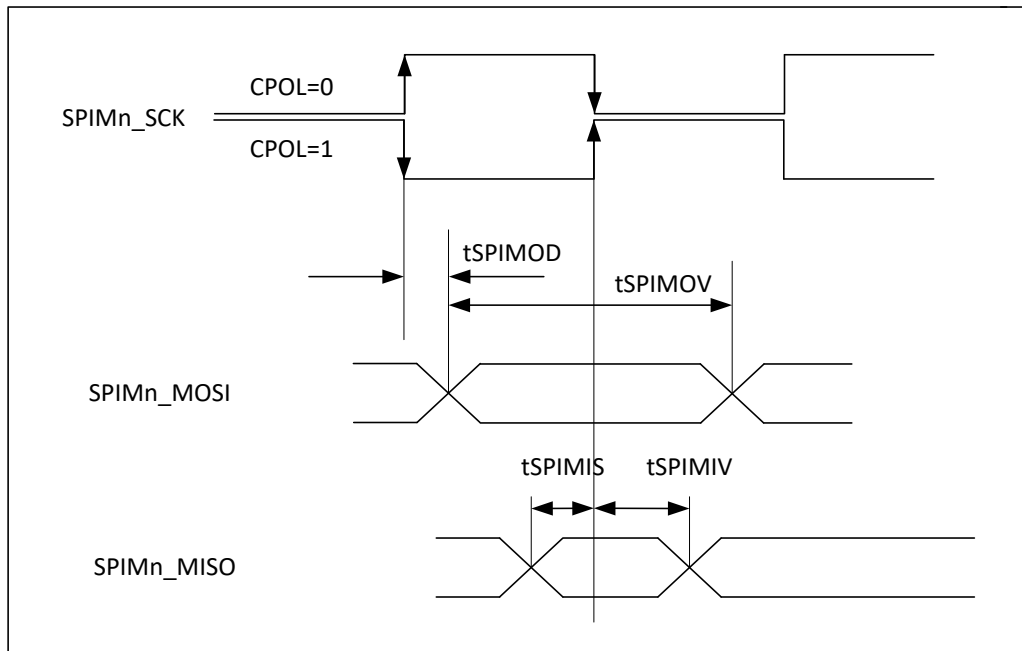 CPOL=0
SPIMn_SCK
CPOL=1
tSPIMOD
tSPIMOV
SPIMn_MOSI
tSPIMIS
tSPIMIV
SPIMn_MISO